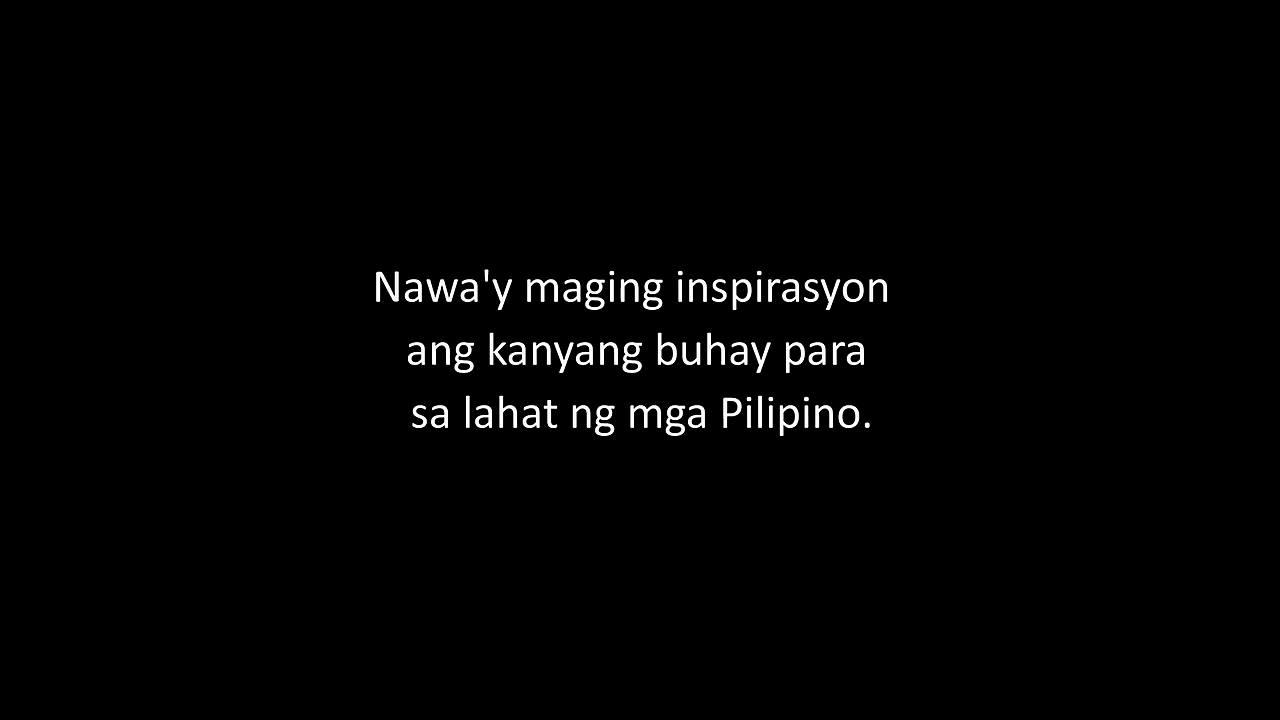 Nawa'y maging inspirasyon
ang kanyang buhay para
sa lahat ng mga Pilipino.